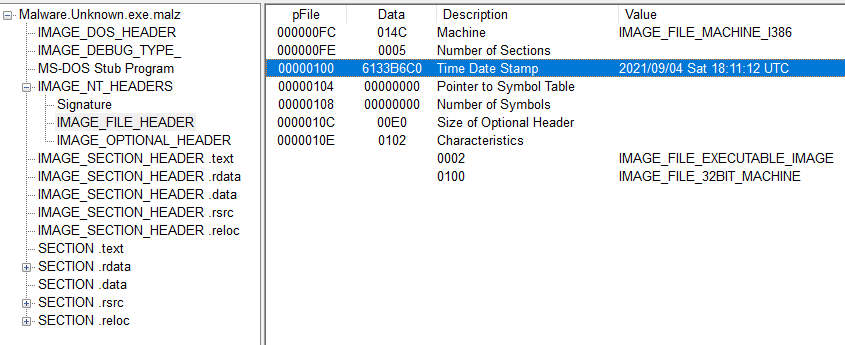 Malware.Unknown.exe.malz
IMAGE_DOS_HEADER
IMAGE_DEBUG_TYPE_
MS-DOS Stub Program
IMAGE_NT_HEADERS
Signature
IMAGE_FILE_HEADER
IMAGE_OPTIONAL_HEADER
IMAGE_SECTION_HEADER .text
IMAGE_SECTION_HEADER .rdata
IMAGE_SECTION_HEADER .data
IMAGE_SECTION_HEADER .rsrc
IMAGE_SECTION_HEADER .reloc
SECTION .text
SECTION .rdata
SECTION .data
SECTION .rsrc
SECTION .reloc
pFile Data Description Value
000000FC 014C Machine IMAGE_FILE_MACHINE_I386
000000FE 0005 Number of Sections
00000100 6133B6C0 Time Date Stamp 2021/09/04 Sat 18:11:12 UTC
00000104 00000000 Pointer to Symbol Table
00000108 00000000 Number of Symbols
0000010C 00E0 Size of Optional Header
0000010E 0102 Characteristics
0002 IMAGE_FILE_EXECUTABLE_IMAGE
0100 IMAGE_FILE_32BIT_MACHINE